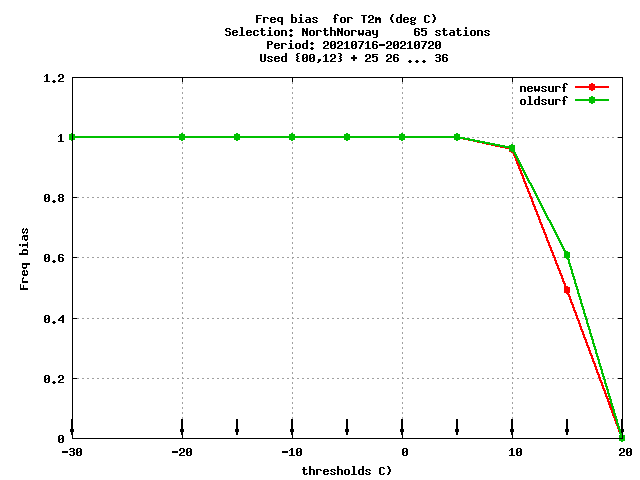 Freq bias  for T2m (deg C)
Selection: NorthNorway     65 stations
Period: 20210716-20210720
Used {00,12} + 25 26 ... 36
newsurf
oldsurf
Freq bias
1.2
1
0.8
0.6
0.4
0.2
0
-30
-20
-10
0
10
20
thresholds C)